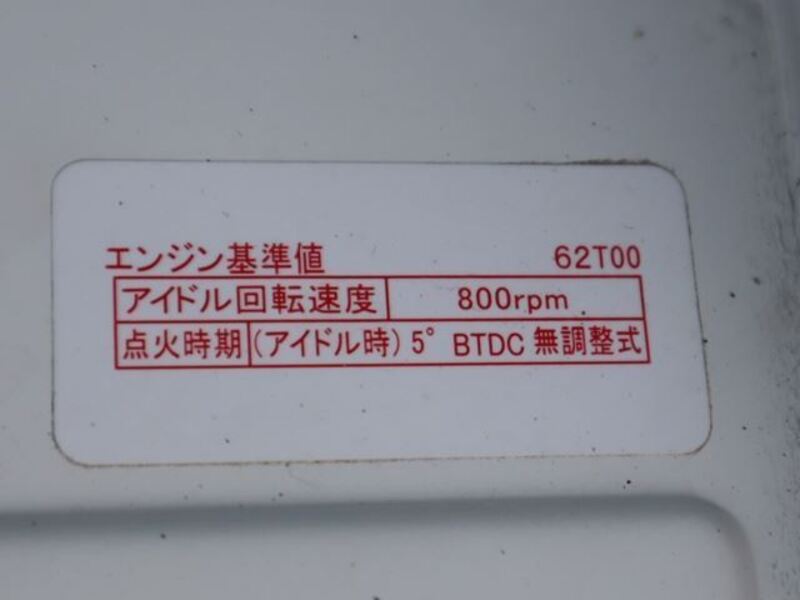 エンジン基準値 62T00
アイドル回転速度 800rpm
点火時期 (アイドル時) 5° BTDC 無調整式